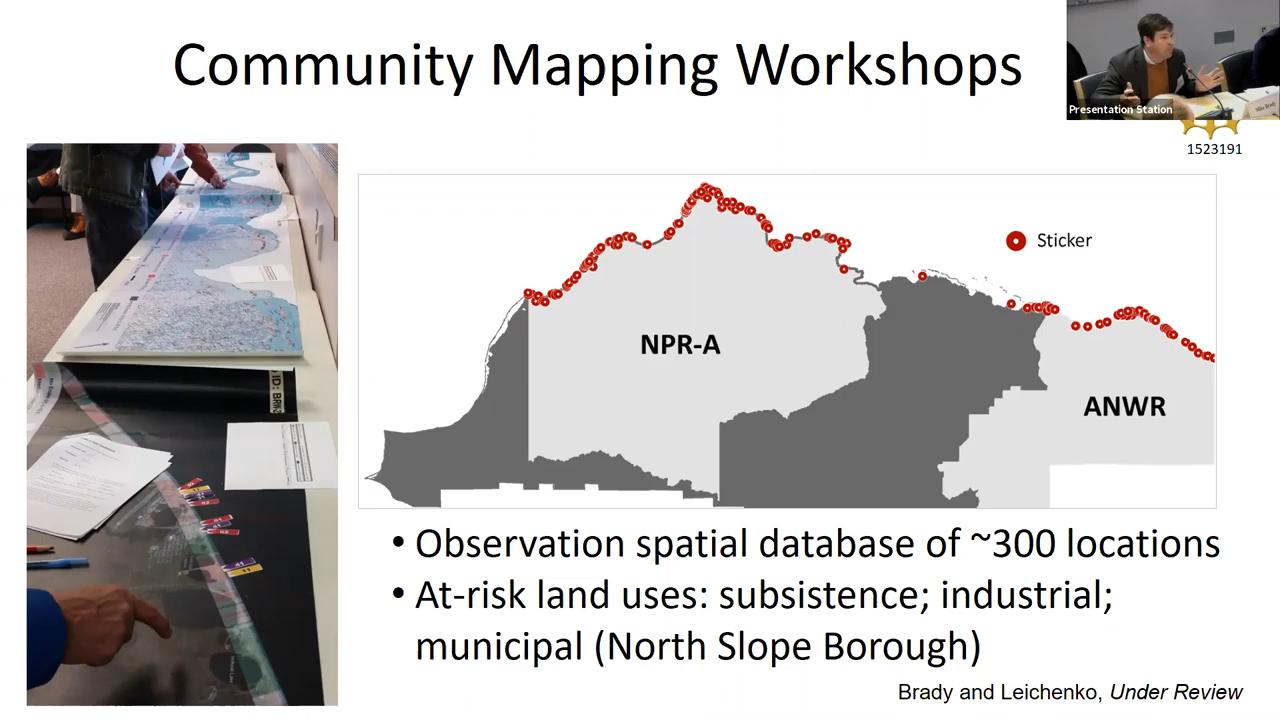 Community Mapping Workshops
Presentation Station
1523191
Sticker
NPR-A
ANWR
• Observation spatial database of ~300 locations
• At-risk land uses: subsistence; industrial;
municipal (North Slope Borough)
Brady and Leichenko, Under Review